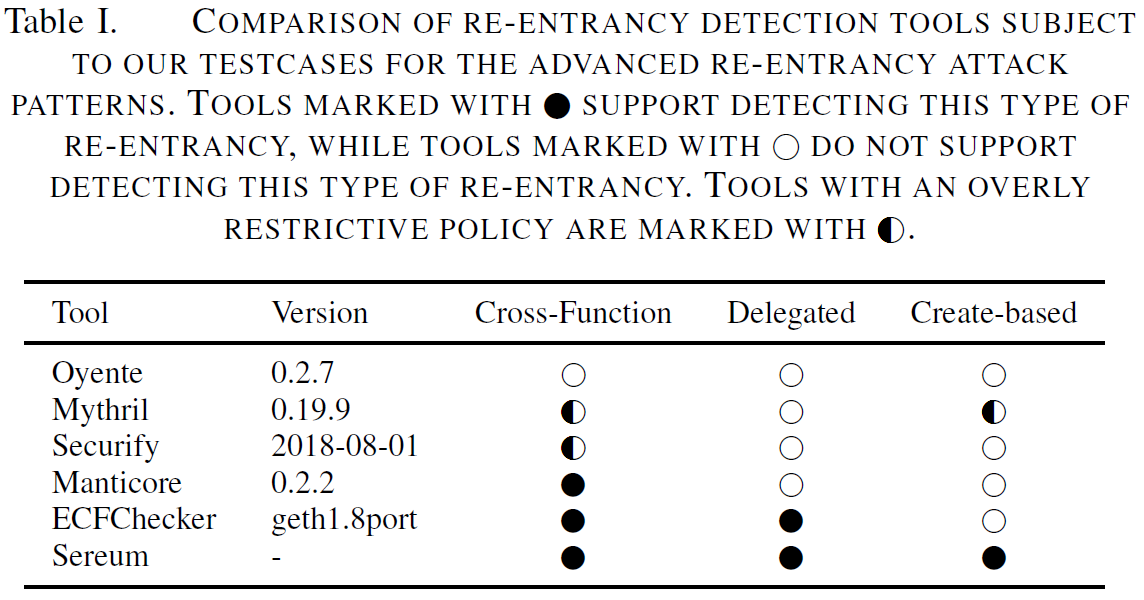 Table I. COMPARISON OF RE-ENTRANCY DETECTION TOOLS SUBJECT
TO OUR TESTCASES FOR THE ADVANCED RE-ENTRANCY ATTACK
PATTERNS. TOOLS MARKED WITH ● SUPPORT DETECTING THIS TYPE OF
RE-ENTRANCY, WHILE TOOLS MARKED WITH ○ DO NOT SUPPORT
DETECTING THIS TYPE OF RE-ENTRANCY. TOOLS WITH AN OVERLY
RESTRICTIVE POLICY ARE MARKED WITH ◐.
Tool Version Cross-Function Delegated Create-based
Oyente 0.2.7 ○ ○ ○
Mythril 0.19.9 ◐ ○ ◐
Securify 2018-08-01 ◐ ○ ○
Manticore 0.2.2 ● ○ ○
ECFChecker geth1.8port ● ● ○
Sereum - ● ● ●